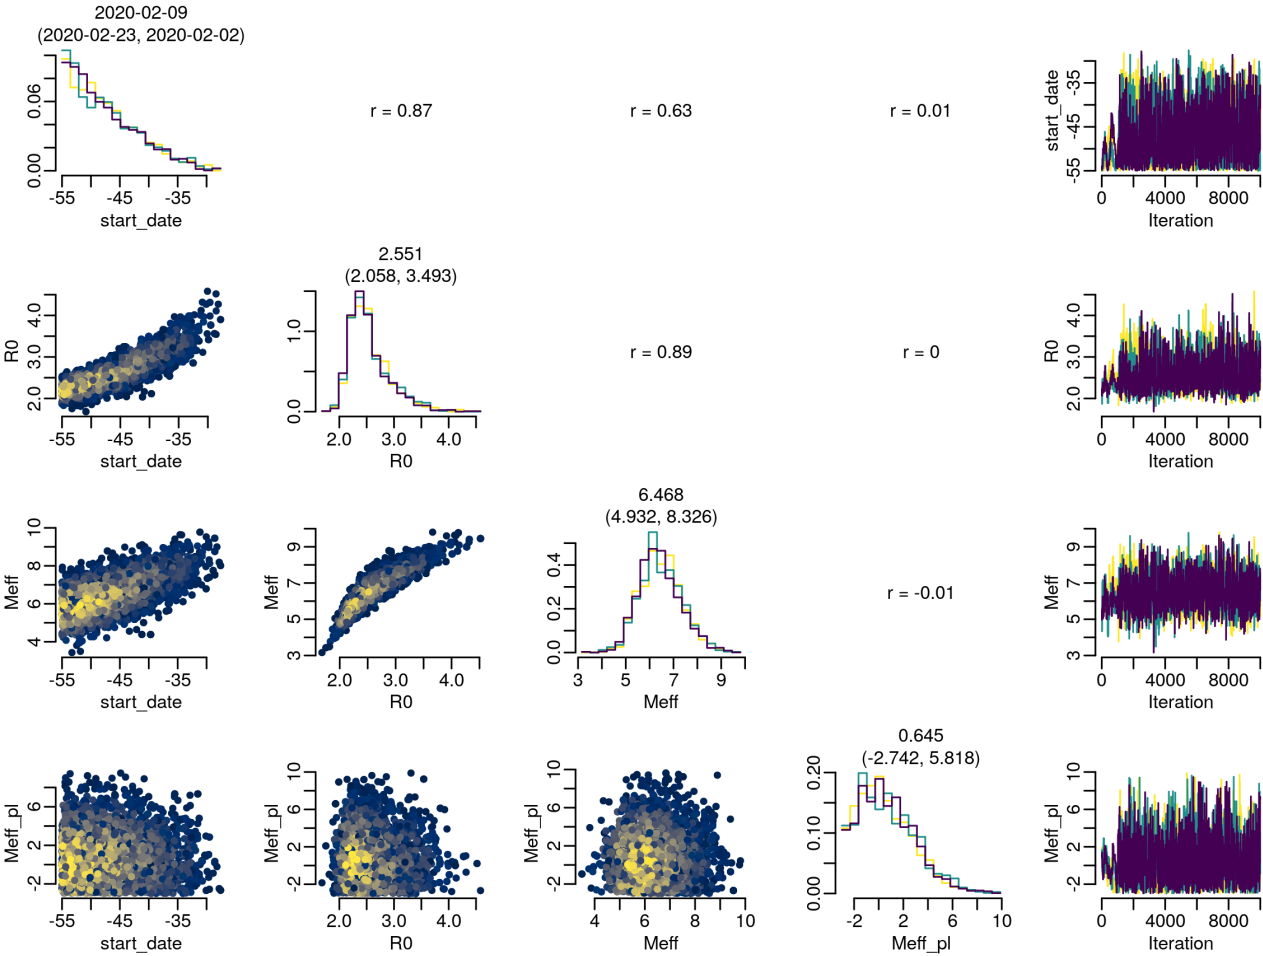 2020-02-09
(2020-02-23, 2020-02-02)
0.00 0.06
-55 -45 -35
start_date
r = 0.87
r = 0.63
r = 0.01
start_date
-55 -45 -35
0 4000 8000
Iteration
R0
2.0 3.0 4.0
-55 -45 -35
start_date
2.551
(2.058, 3.493)
0.0 1.0
2.0 3.0 4.0
R0
r = 0.89
r = 0
R0
2.0 3.0 4.0
0 4000 8000
Iteration
Meff
4 6 8 10
-55 -45 -35
start_date
Meff
3 5 7 9
2.0 3.0 4.0
R0
6.468
(4.932, 8.326)
0.0 0.2 0.4
3 5 7 9
Meff
r = -0.01
Meff
3 5 7 9
0 4000 8000
Iteration
Meff_pl
-2 2 6
-55 -45 -35
start_date
Meff_pl
-2 2 6 10
2.0 3.0 4.0
R0
Meff_pl
-2 2 6 10
4 6 8 10
Meff
0.645
(-2.742, 5.818)
0.00 0.10 0.20
-2 2 6 10
Meff_pl
Meff_pl
-2 2 6 10
0 4000 8000
Iteration